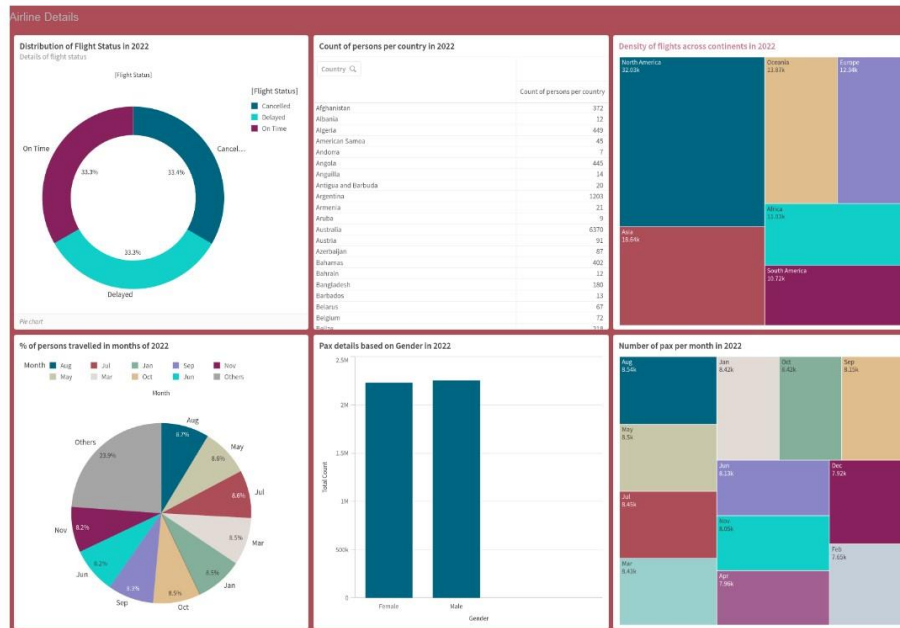 Airline Details
Distribution of Flight Status in 2022
Details of flight status
[Flight Status]
[Flight Status]
Cancelled
Delayed
On Time
On Time
Cancel...
33.3%
33.4%
33.3%
Delayed
Pie chart
Count of persons per country in 2022
Country
Count of persons per country
Afghanistan 372
Albania 12
Algeria 449
American Samoa 45
Andorra 7
Angola 445
Anguilla 14
Antigua and Barbuda 20
Argentina 1203
Armenia 21
Aruba 9
Australia 6370
Austria 91
Azerbaijan 87
Bahamas 402
Bahrain 12
Bangladesh 180
Barbados 13
Belarus 67
Belgium 72
Belize
Density of flights across continents in 2022
North America
32.03k
Oceania
13.83k
Europe
Asia
18.64k
Africa
South America
10.72k
% of persons travelled in months of 2022
Month Aug Jul Jan Sep Nov
May Mar Oct Jun Others
Month
Aug
8.7%
May
8.6%
Jul
8.6%
Mar
8.5%
Jan
Oct
8.5%
Sep
Jun
8.2%
Nov
8.2%
Others
23.9%
Pax details based on Gender in 2022
2.5M
2M
1.5M
1M
500k
0
Total Count
Female Male
Gender
Number of pax per month in 2022
Aug
8.54k
May
8.5k
Jul
8.45k
Mar
8.43k
Jan
8.42k
Oct
8.42k
Sep
8.15k
Jun
8.13k
Nov
Apr
7.96k
Dec
7.92k
Feb
7.65k